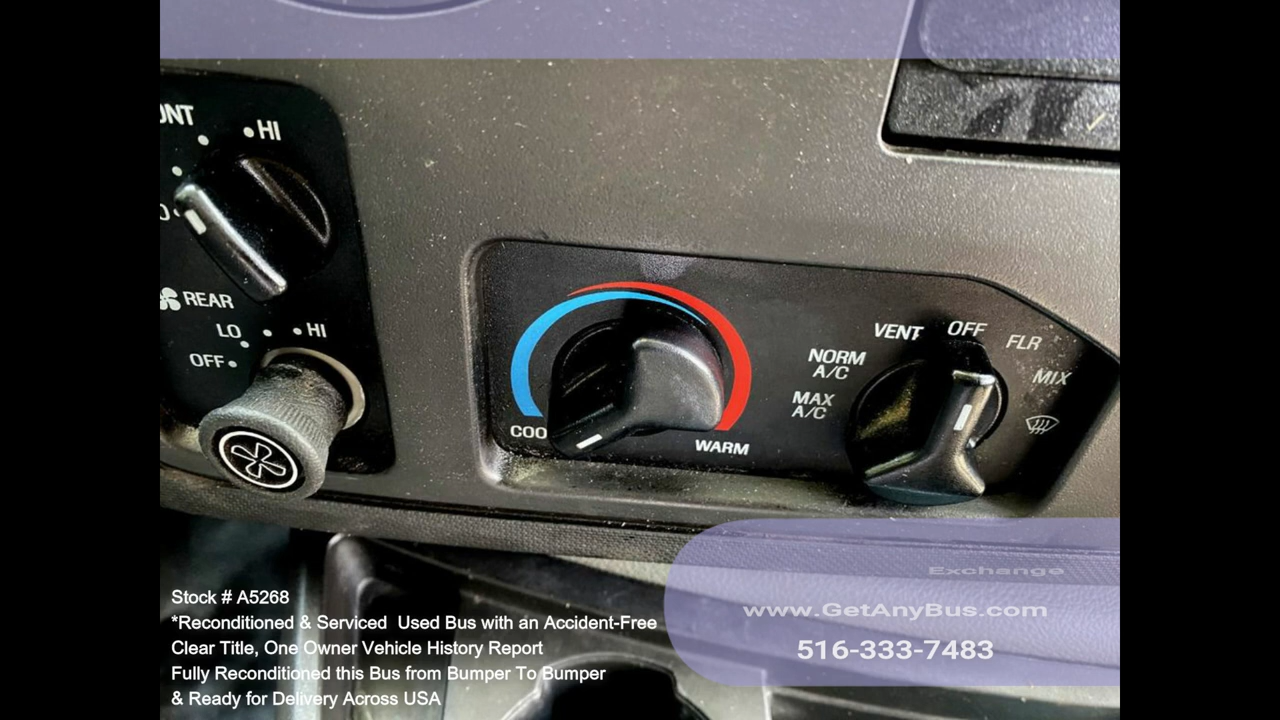 HI
REAR
LO
HI
OFF
VENT
OFF
FLR
NORM
A/C
MIX
MAX
A/C
WARM
Exchange
www.GetAnyBus.com
516-333-7483
Stock # A5268
*Reconditioned & Serviced  Used Bus with an Accident-Free
Clear Title, One Owner Vehicle History Report
Fully Reconditioned this Bus from Bumper To Bumper
& Ready for Delivery Across USA